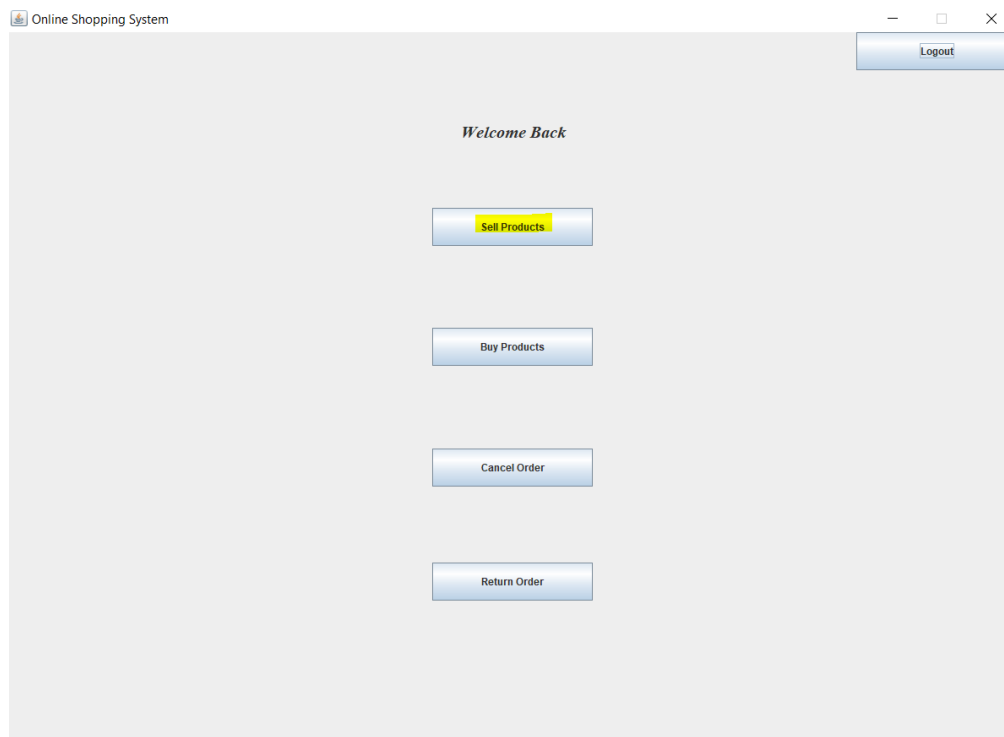 Online Shopping System
Logout
Welcome Back
Sell Products
Buy Products
Cancel Order
Return Order